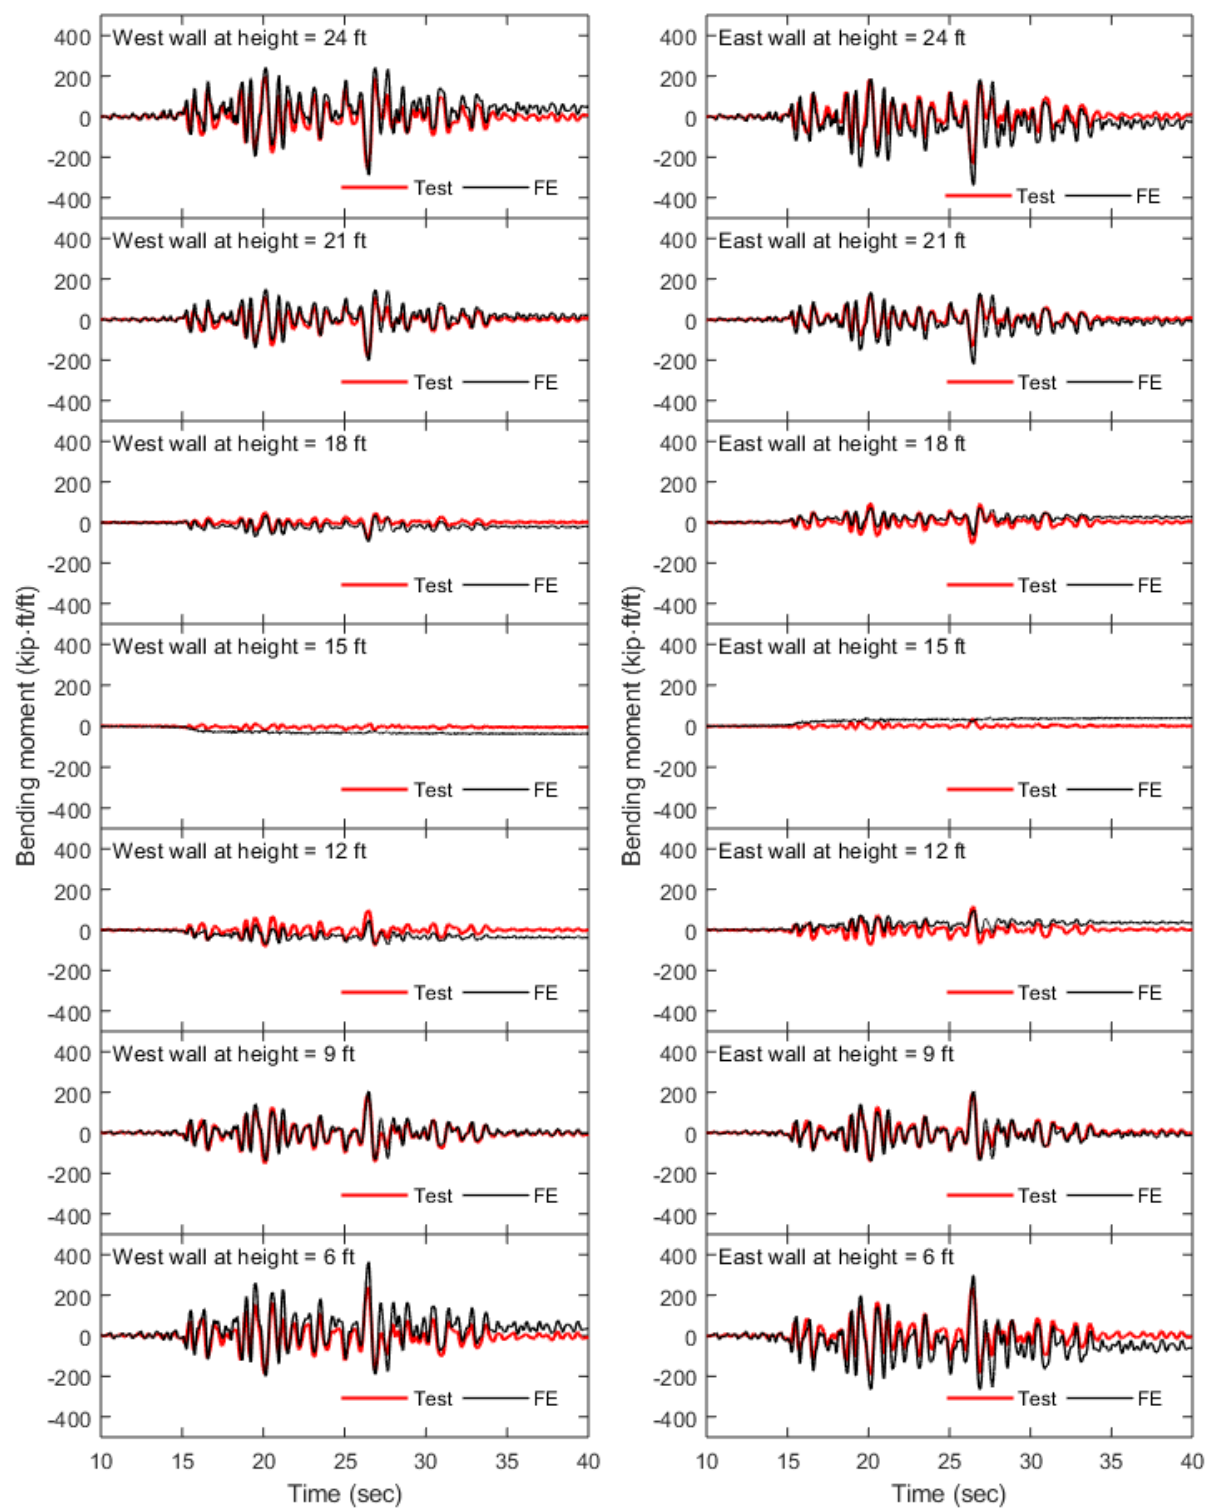 West wall at height = 24 ft
400
200
0
-200
-400
Test FE
West wall at height = 21 ft
400
200
0
-200
-400
Test FE
West wall at height = 18 ft
400
200
0
-200
-400
Test FE
West wall at height = 15 ft
400
200
0
-200
-400
Test FE
West wall at height = 12 ft
400
200
0
-200
-400
Test FE
West wall at height = 9 ft
400
200
0
-200
-400
Test FE
West wall at height = 6 ft
400
200
0
-200
-400
Test FE
10 15 20 25 30 35 40
Time (sec)
Bending moment (kip·ft/ft)
East wall at height = 24 ft
400
200
0
-200
-400
Test FE
East wall at height = 21 ft
400
200
0
-200
-400
Test FE
East wall at height = 18 ft
400
200
0
-200
-400
Test FE
East wall at height = 15 ft
400
200
0
-200
-400
Test FE
East wall at height = 12 ft
400
200
0
-200
-400
Test FE
East wall at height = 9 ft
400
200
0
-200
-400
Test FE
East wall at height = 6 ft
400
200
0
-200
-400
Test FE
10 15 20 25 30 35 40
Time (sec)
Bending moment (kip·ft/ft)